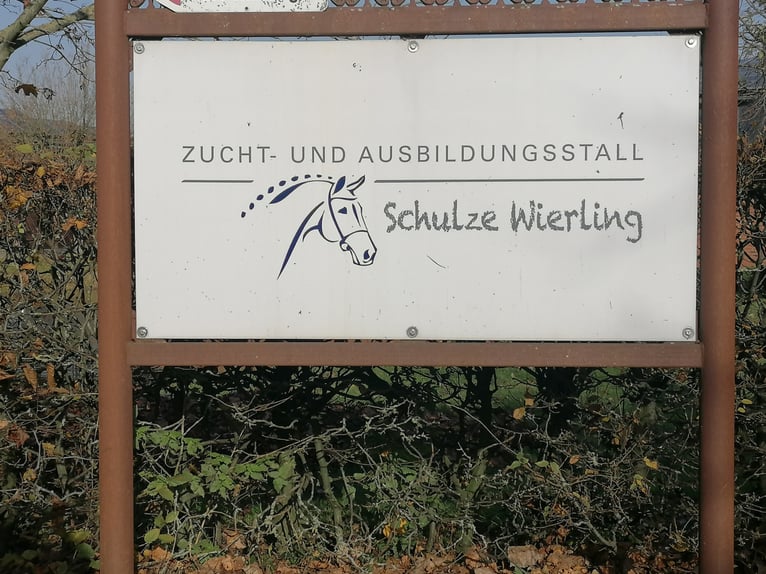 ZUCHT- UND AUSBILDUNGSSTALL
Schulze Wierling